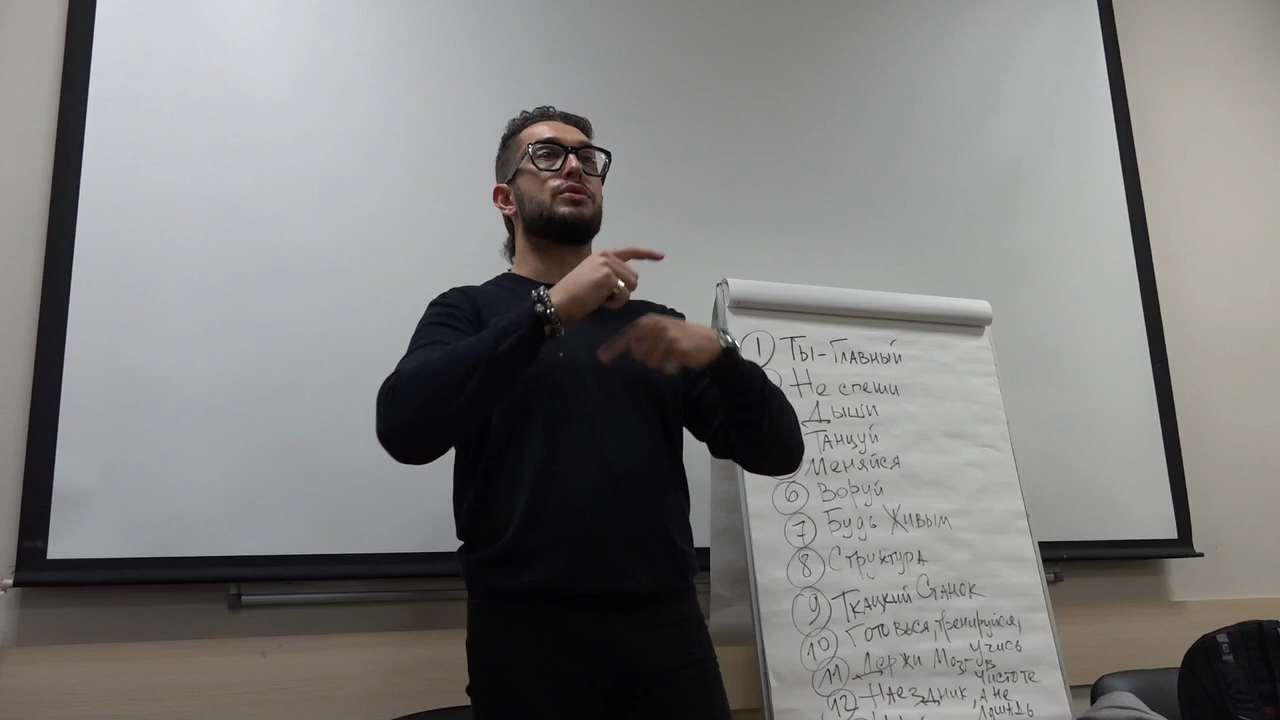 1 Ты-Главный
Не спеши
Дыши
Танцуй
Меняйся
6 Воруй
7 Будь Живым
8 Структура
9 Ткацкий Станок
10 Готовься, тренируйся,
учись
11 Держи Мозг в
чистоте
12 Наездник, а не
Лошадь